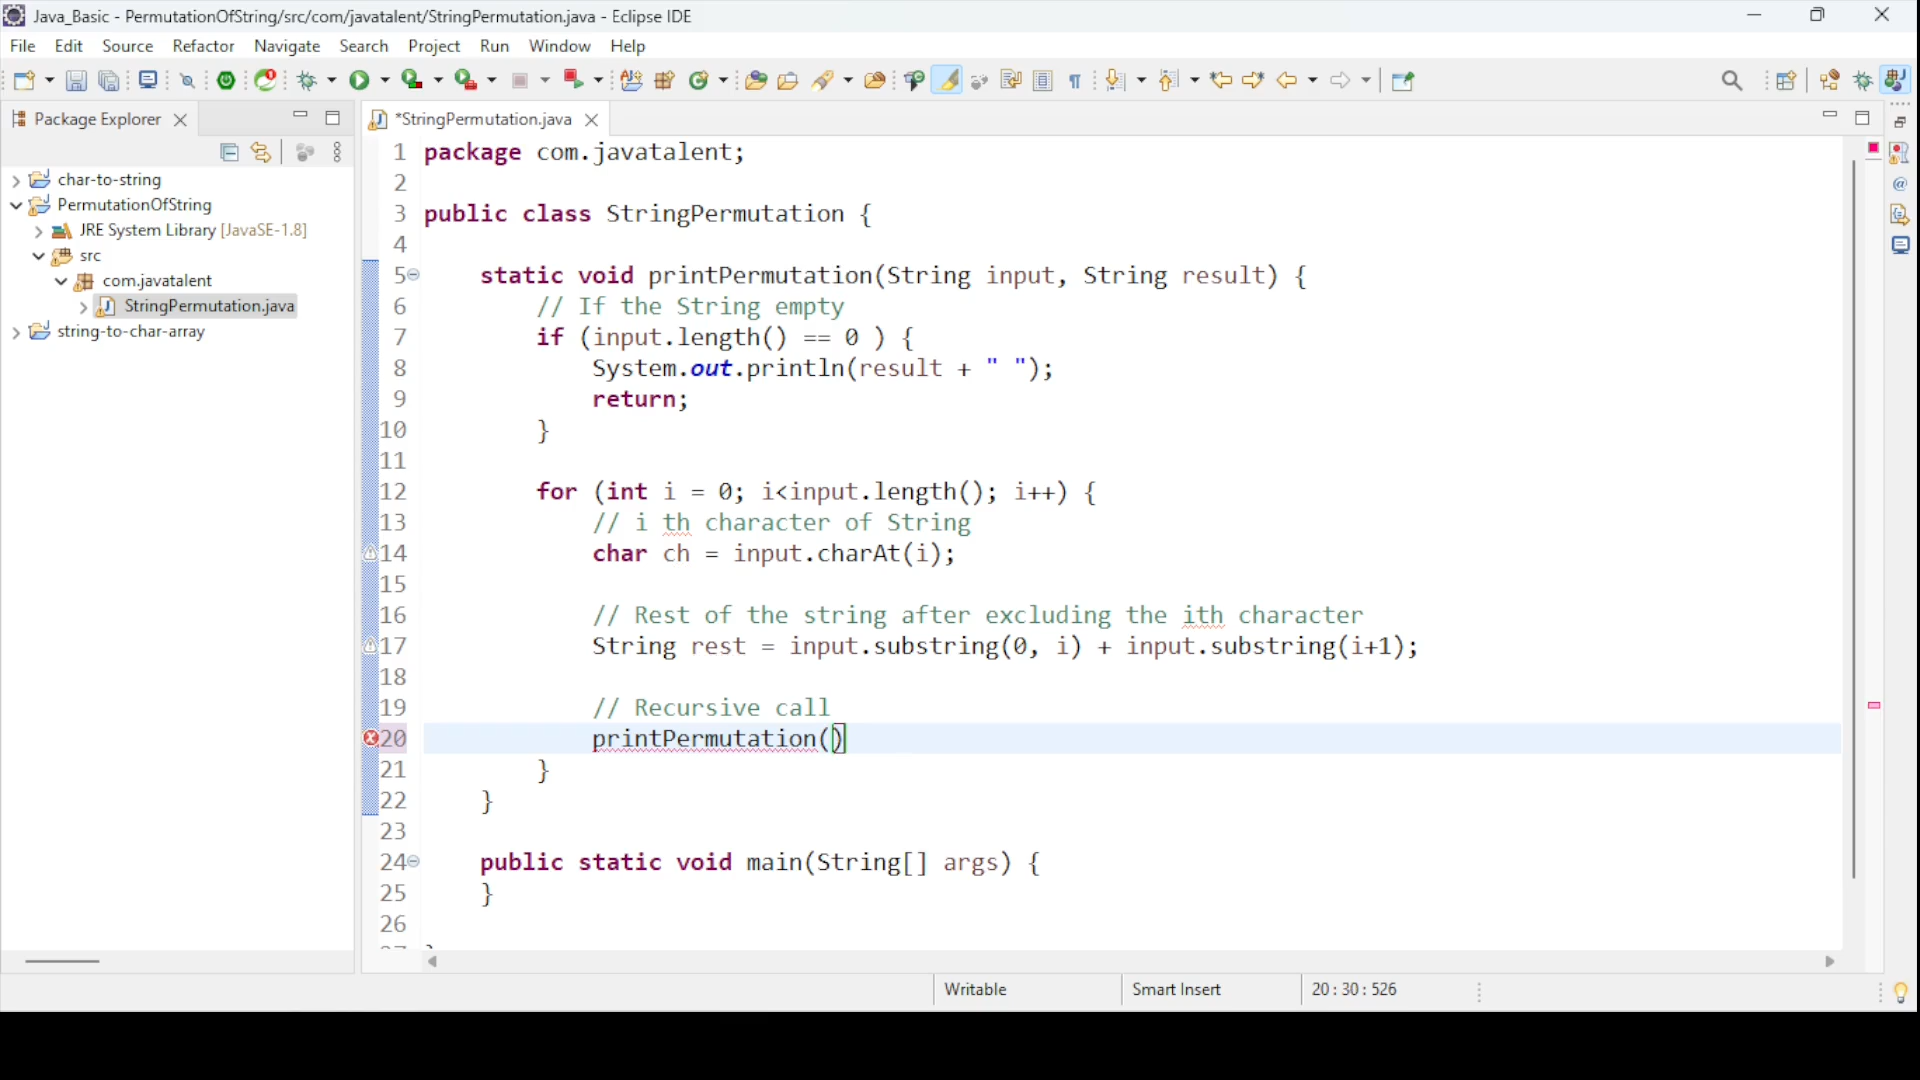 Java_Basic - PermutationOfString/src/com/javatalent/StringPermutation.java - Eclipse IDE
File Edit Source Refactor Navigate Search Project Run Window Help
Package Explorer
*StringPermutation.java
char-to-string
PermutationOfString
JRE System Library [JavaSE-1.8]
src
com.javatalent
StringPermutation.java
string-to-char-array
1 package com.javatalent;
2
3 public class StringPermutation {
4
5 static void printPermutation(String input, String result) {
6 // If the String empty
7 if (input.length() == 0 ) {
8 System.out.println(result + " ");
9 return;
10 }
11
12 for (int i = 0; i<input.length(); i++) {
13 // i th character of String
14 char ch = input.charAt(i);
15
16 // Rest of the string after excluding the ith character
17 String rest = input.substring(0, i) + input.substring(i+1);
18
19 // Recursive call
20 printPermutation()
21 }
22 }
23
24 public static void main(String[] args) {
25 }
26
Writable Smart Insert 20 : 30 : 526